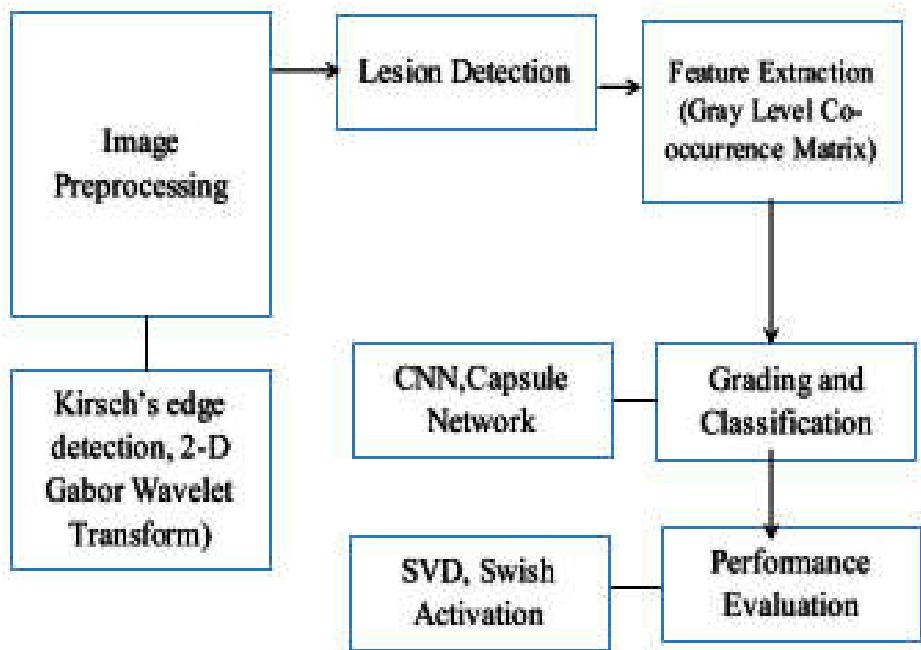 Image
Preprocessing
Lesion Detection
Feature Extraction
(Gray Level Co-
occurrence Matrix)
Kirsch's edge
detection, 2-D
Gabor Wavelet
Transform)
CNN,Capsule
Network
Grading and
Classification
SVD, Swish
Activation
Performance
Evaluation